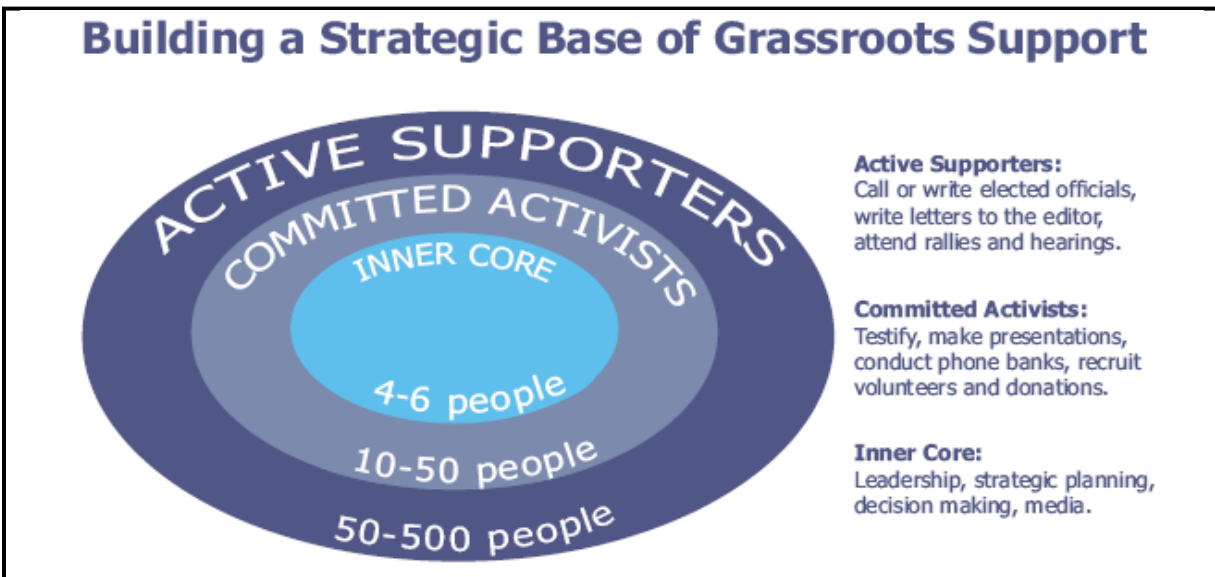 Building a Strategic Base of Grassroots Support
ACTIVE SUPPORTERS
COMMITTED ACTIVISTS
INNER CORE
4-6 people
10-50 people
50-500 people
Active Supporters:
Call or write elected officials,
write letters to the editor,
attend rallies and hearings.
Committed Activists:
Testify, make presentations,
conduct phone banks, recruit
volunteers and donations.
Inner Core:
Leadership, strategic planning,
decision making, media.